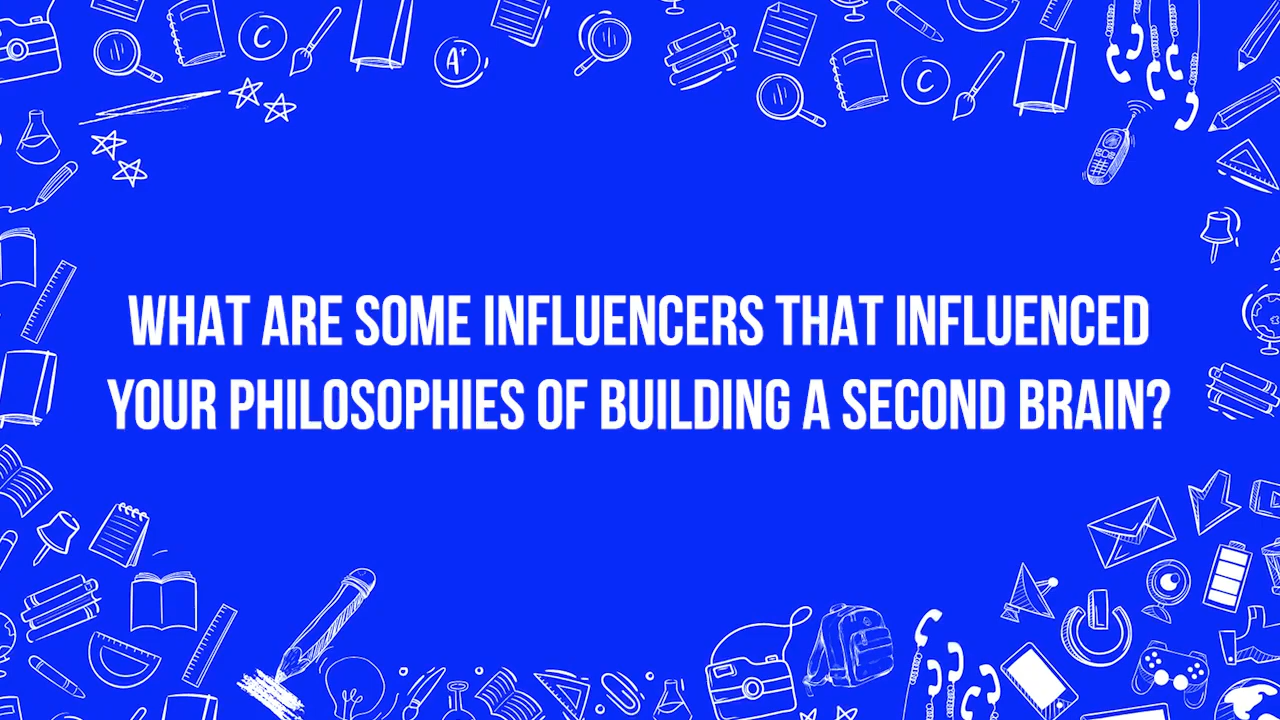 C
A+
C
WHAT ARE SOME INFLUENCERS THAT INFLUENCED
YOUR PHILOSOPHIES OF BUILDING A SECOND BRAIN?